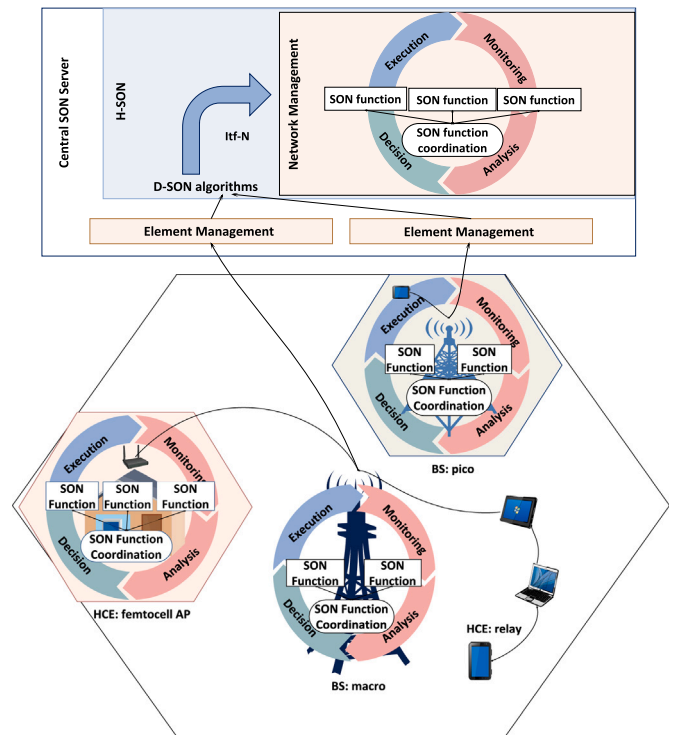 Central SON Server
H-SON
Itf-N
D-SON algorithms
Network Management
Execution
Monitoring
SON function
SON function
SON function
SON function
coordination
Decision
Analysis
Element Management
Element Management
Execution
Monitoring
SON
Function
SON
Function
SON Function
Coordination
Decision
Analysis
BS: pico
Execution
Monitoring
SON
Function
SON
Function
SON
Function
SON Function
Coordination
Decision
Analysis
HCE: femtocell AP
Execution
Monitoring
SON
Function
SON
Function
SON Function
Coordination
Decision
Analysis
BS: macro
HCE: relay